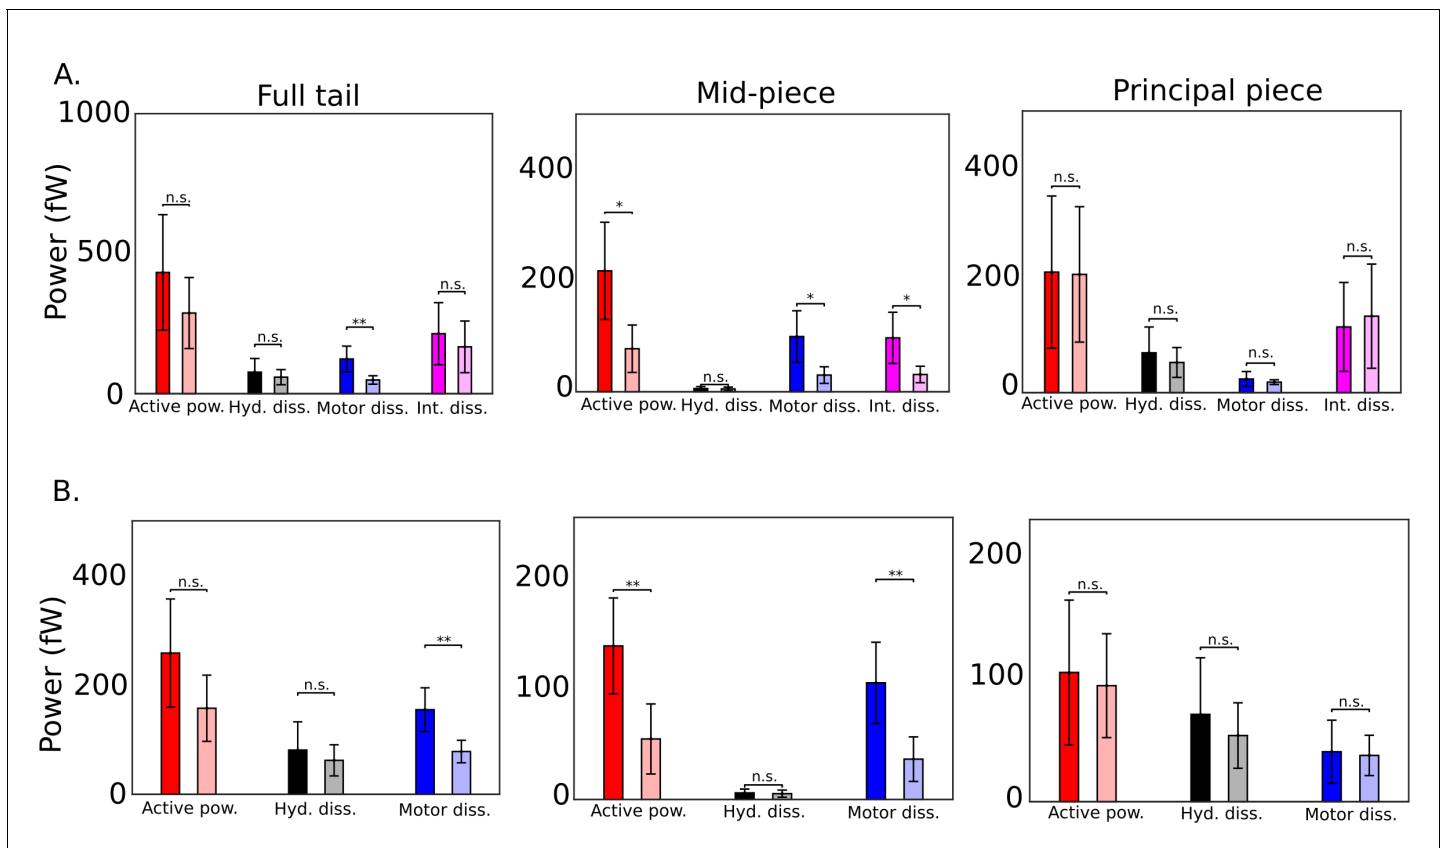 A.
Full tail
Mid-piece
Principal piece
Power (fW)
1000
500
0
n.s.
n.s.
**
n.s.
Active pow. Hyd. diss. Motor diss. Int. diss.
400
200
0
*
n.s.
*
*
Active pow. Hyd. diss. Motor diss. Int. diss.
400
200
0
n.s.
n.s.
n.s.
n.s.
Active pow. Hyd. diss. Motor diss. Int. diss.
B.
Power (fW)
400
200
0
n.s.
n.s.
**
Active pow. Hyd. diss. Motor diss.
200
100
0
**
n.s.
**
Active pow. Hyd. diss. Motor diss.
200
100
0
n.s.
n.s.
n.s.
Active pow. Hyd. diss. Motor diss.